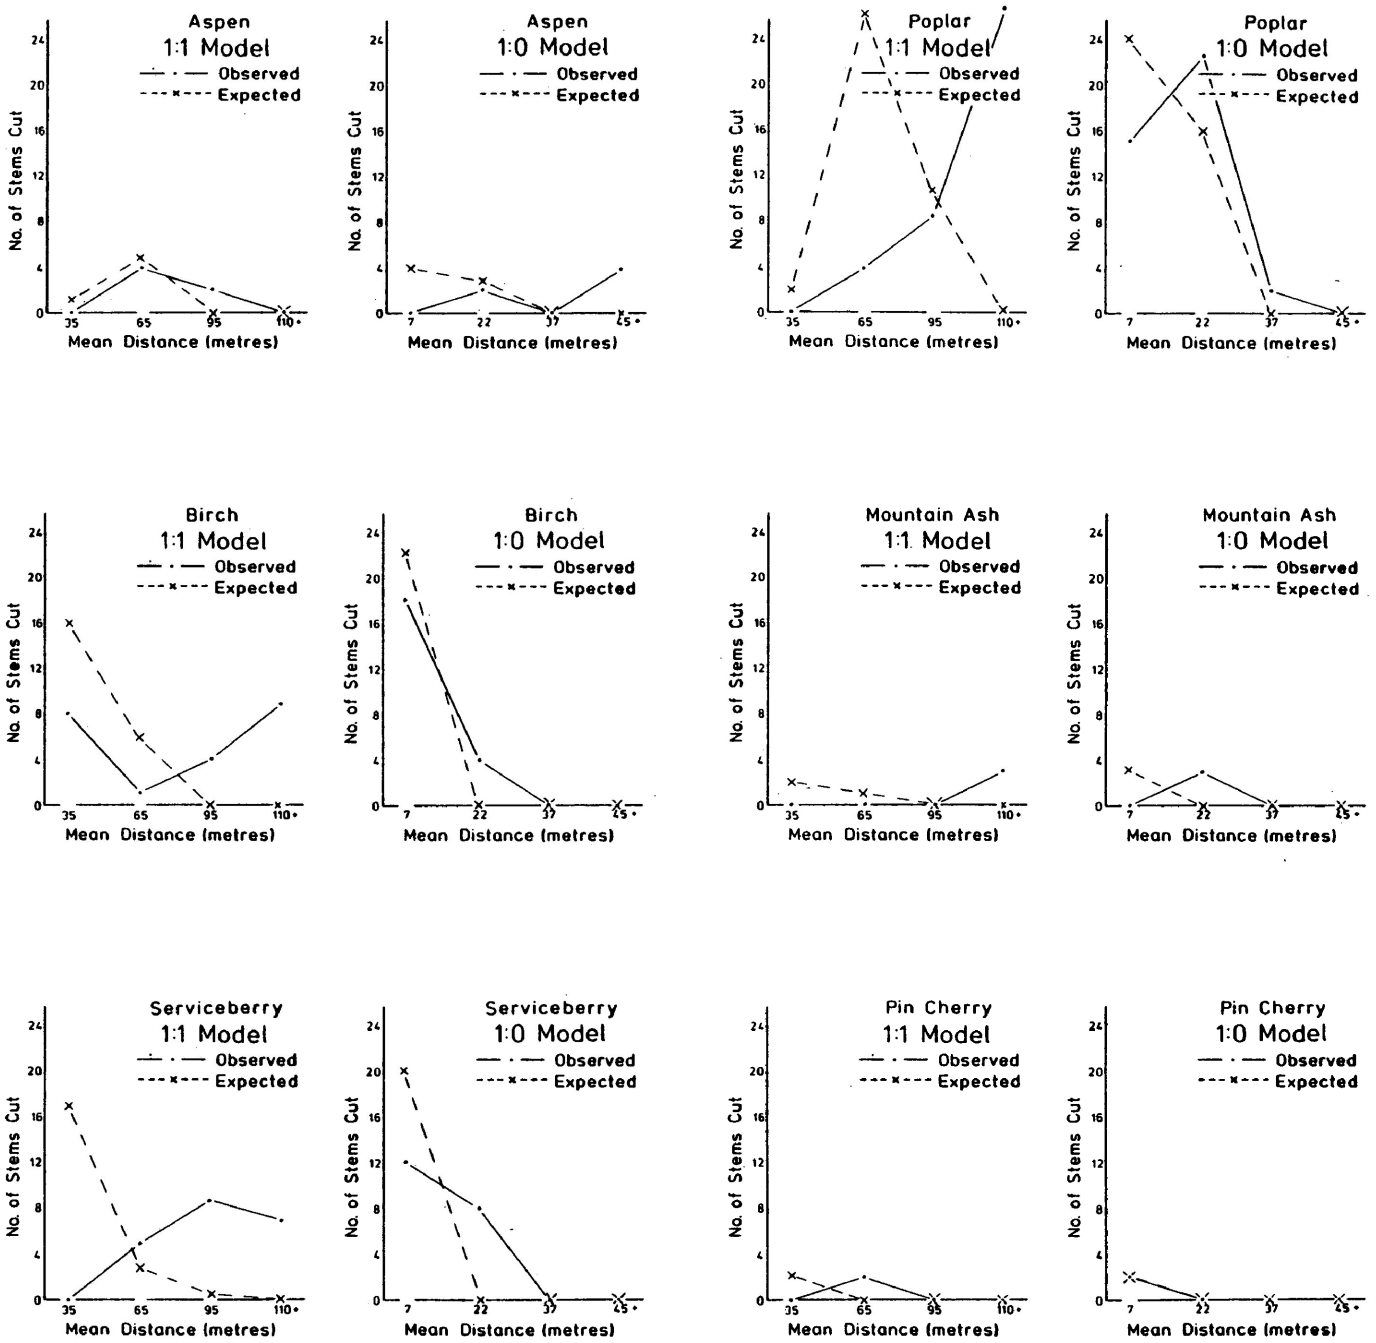 Aspen
1:1 Model
Observed
Expected
24
20
16
12
8
4
0
No. of Stems Cut
35 65 95 110+
Mean Distance (metres)
Aspen
1:0 Model
Observed
Expected
24
20
16
12
8
4
0
No. of Stems Cut
7 22 37 45+
Mean Distance (metres)
Poplar
1:1 Model
Observed
Expected
24
20
16
12
8
4
0
No. of Stems Cut
35 65 95 110+
Mean Distance (metres)
Poplar
1:0 Model
Observed
Expected
24
20
16
12
8
4
0
No. of Stems Cut
7 22 37 45+
Mean Distance (metres)
Birch
1:1 Model
Observed
Expected
24
20
16
12
8
4
0
No. of Stems Cut
35 65 95 110+
Mean Distance (metres)
Birch
1:0 Model
Observed
Expected
24
20
16
12
8
4
0
No. of Stems Cut
7 22 37 45+
Mean Distance (metres)
Mountain Ash
1:1 Model
Observed
Expected
24
20
16
12
8
4
0
No. of Stems Cut
35 65 95 110+
Mean Distance (metres)
Mountain Ash
1:0 Model
Observed
Expected
24
20
16
12
8
4
0
No. of Stems Cut
7 22 37 45+
Mean Distance (metres)
Serviceberry
1:1 Model
Observed
Expected
24
20
16
12
8
4
0
No. of Stems Cut
35 65 95 110+
Mean Distance (metres)
Serviceberry
1:0 Model
Observed
Expected
24
20
16
12
8
4
0
No. of Stems Cut
7 22 37 45+
Mean Distance (metres)
Pin Cherry
1:1 Model
Observed
Expected
24
20
16
12
8
4
0
No. of Stems Cut
35 65 95 110+
Mean Distance (metres)
Pin Cherry
1:0 Model
Observed
Expected
24
20
16
12
8
4
0
No. of Stems Cut
7 22 37 45+
Mean Distance (metres)